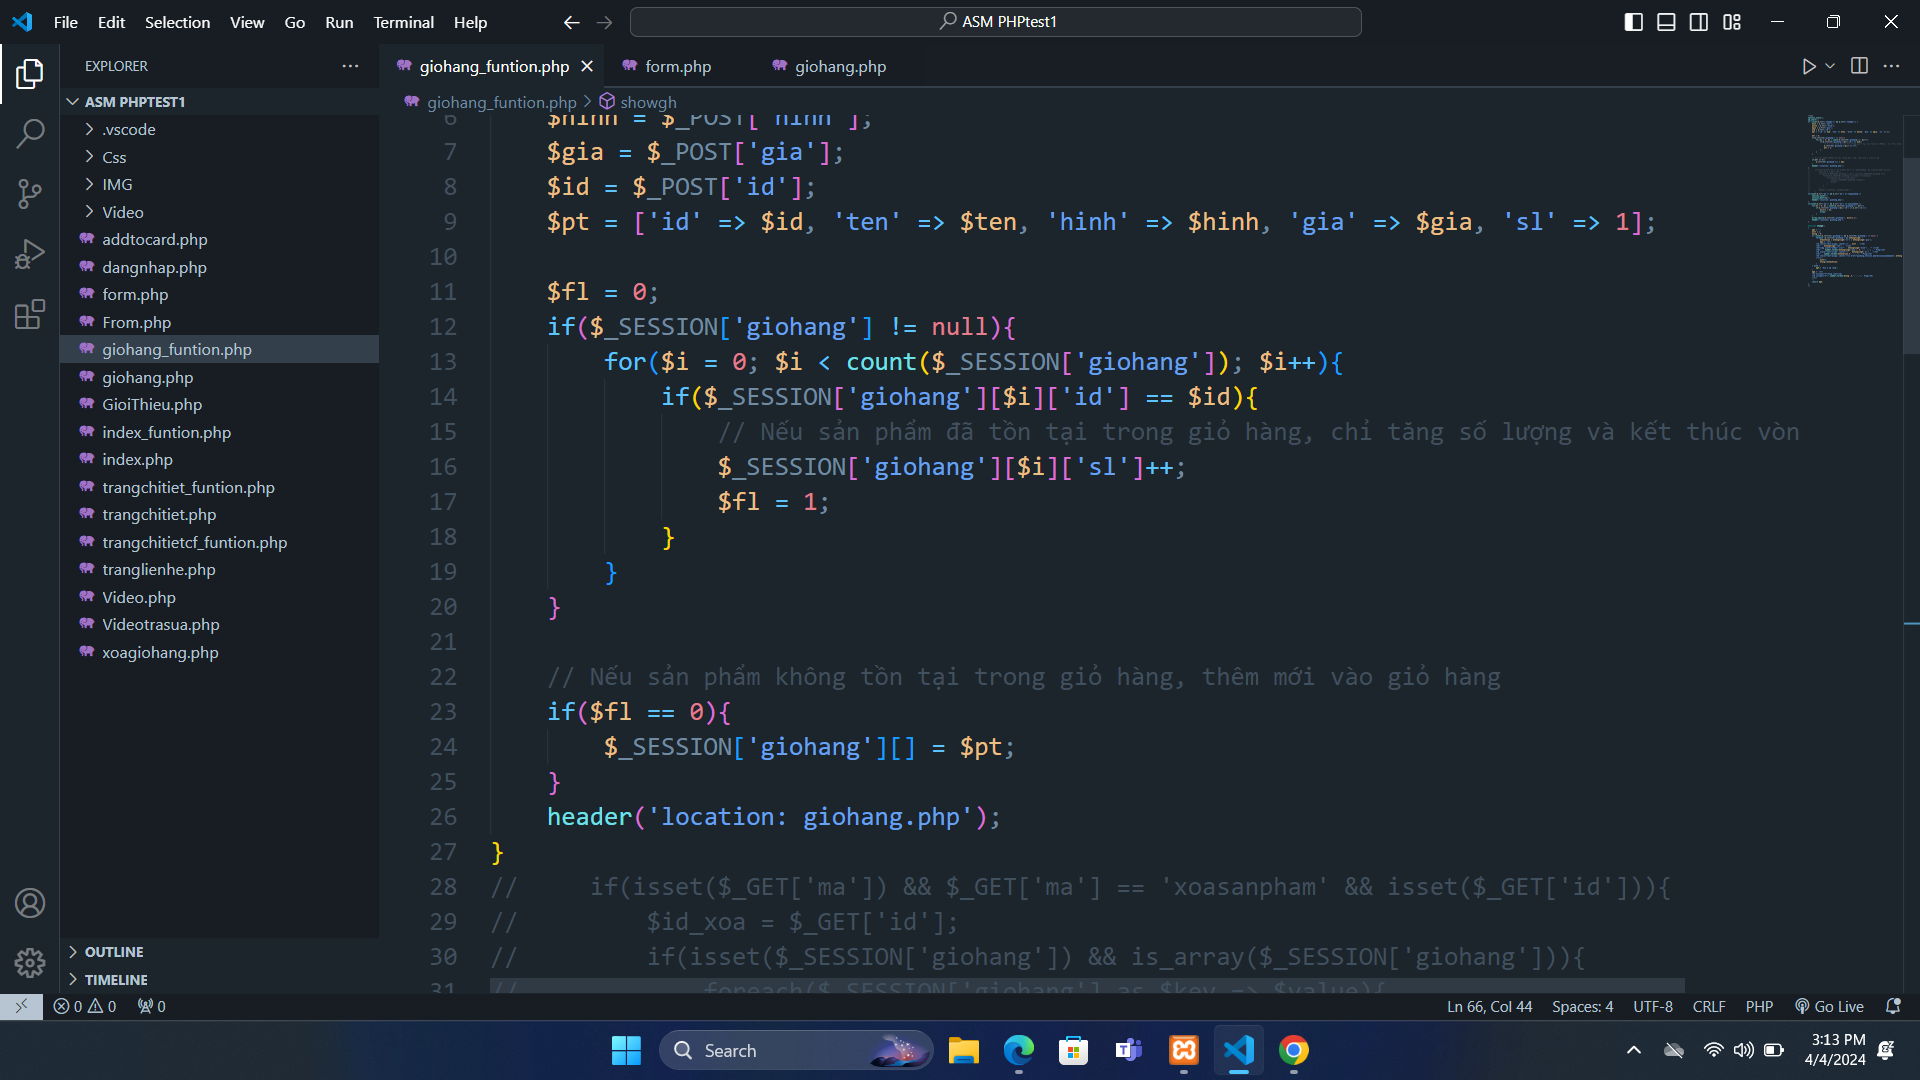 File Edit Selection View Go Run Terminal Help
ASM PHPtest1
EXPLORER
ASM PHPTEST1
.vscode
Css
IMG
Video
addtocard.php
dangnhap.php
form.php
From.php
giohang_funtion.php
giohang.php
GioiThieu.php
index_funtion.php
index.php
trangchitiet_funtion.php
trangchitiet.php
trangchitietcf_funtion.php
tranglienhe.php
Video.php
Videotrasua.php
xoagiohang.php
OUTLINE
TIMELINE
giohang_funtion.php form.php giohang.php
giohang_funtion.php > showgh
6 $hinh = $_POST['hinh'];
7 $gia = $_POST['gia'];
8 $id = $_POST['id'];
9 $pt = ['id' => $id, 'ten' => $ten, 'hinh' => $hinh, 'gia' => $gia, 'sl' => 1];
10
11 $fl = 0;
12 if($_SESSION['giohang'] != null){
13 for($i = 0; $i < count($_SESSION['giohang']); $i++){
14 if($_SESSION['giohang'][$i]['id'] == $id){
15 // Nếu sản phẩm đã tồn tại trong giỏ hàng, chỉ tăng số lượng và kết thúc vòn
16 $_SESSION['giohang'][$i]['sl']++;
17 $fl = 1;
18 }
19 }
20 }
21
22 // Nếu sản phẩm không tồn tại trong giỏ hàng, thêm mới vào giỏ hàng
23 if($fl == 0){
24 $_SESSION['giohang'][] = $pt;
25 }
26 header('location: giohang.php');
27 }
28 // if(isset($_GET['ma']) && $_GET['ma'] == 'xoasanpham' && isset($_GET['id'])){
29 // $id_xoa = $_GET['id'];
30 // if(isset($_SESSION['giohang']) && is_array($_SESSION['giohang'])){
31 // foreach($_SESSION['giohang'] as $key => $value){
0 0 0
Ln 66, Col 44 Spaces: 4 UTF-8 CRLF PHP Go Live
Search
3:13 PM
4/4/2024